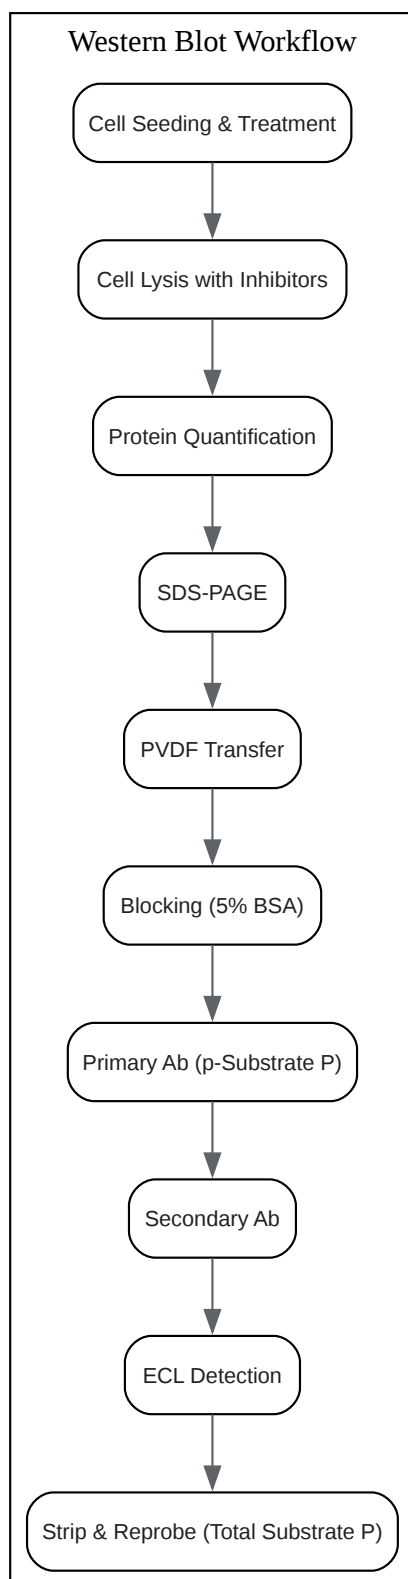 Western Blot Workflow
Cell Seeding & Treatment
Cell Lysis with Inhibitors
Protein Quantification
SDS-PAGE
PVDF Transfer
Blocking (5% BSA)
Primary Ab (p-Substrate P)
Secondary Ab
ECL Detection
Strip & Reprobe (Total Substrate P)